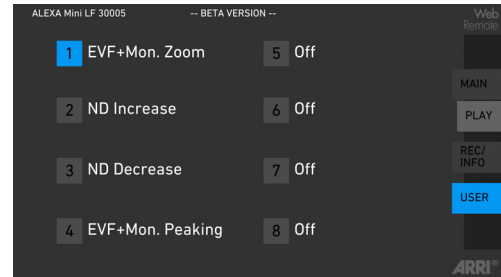 ALEXA Mini LF 30005 -- BETA VERSION -- Web
Remote
1 EVF+Mon. Zoom 5 Off
2 ND Increase 6 Off
3 ND Decrease 7 Off
4 EVF+Mon. Peaking 8 Off
MAIN
PLAY
REC/
INFO
USER
ARRI®